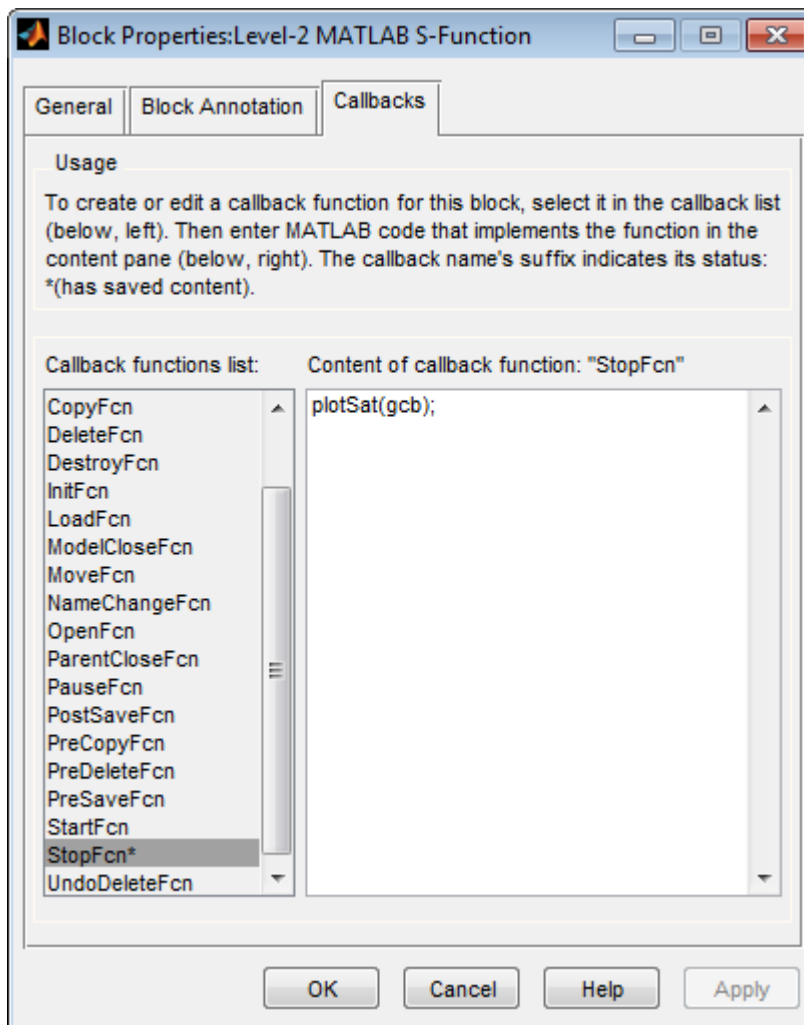 Block Properties:Level-2 MATLAB S-Function
General
Block Annotation
Callbacks
Usage
To create or edit a callback function for this block, select it in the callback list
(below, left). Then enter MATLAB code that implements the function in the
content pane (below, right). The callback name's suffix indicates its status:
*(has saved content).
Callback functions list:
CopyFcn
DeleteFcn
DestroyFcn
InitFcn
LoadFcn
ModelCloseFcn
MoveFcn
NameChangeFcn
OpenFcn
ParentCloseFcn
PauseFcn
PostSaveFcn
PreCopyFcn
PreDeleteFcn
PreSaveFcn
StartFcn
StopFcn*
UndoDeleteFcn
Content of callback function: "StopFcn"
plotSat(gcb);
OK
Cancel
Help
Apply